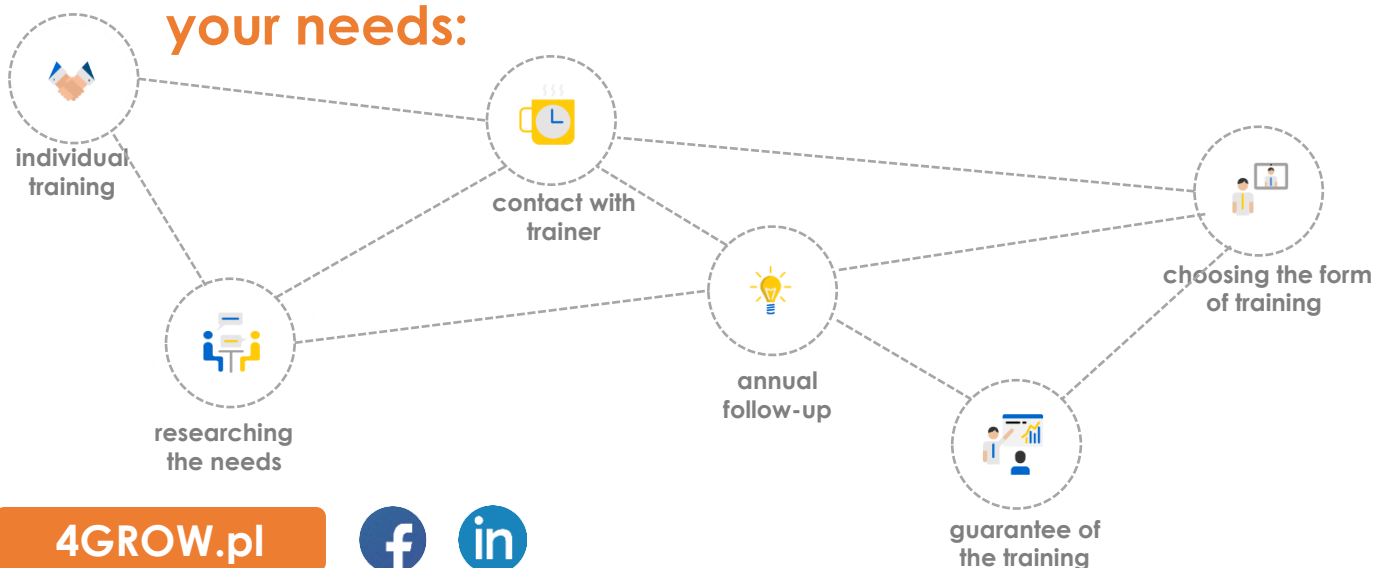 your needs:
individual
training
contact with
trainer
choosing the form
of training
annual
follow-up
researching
the needs
guarantee of
the training
4GROW.pl
f
in